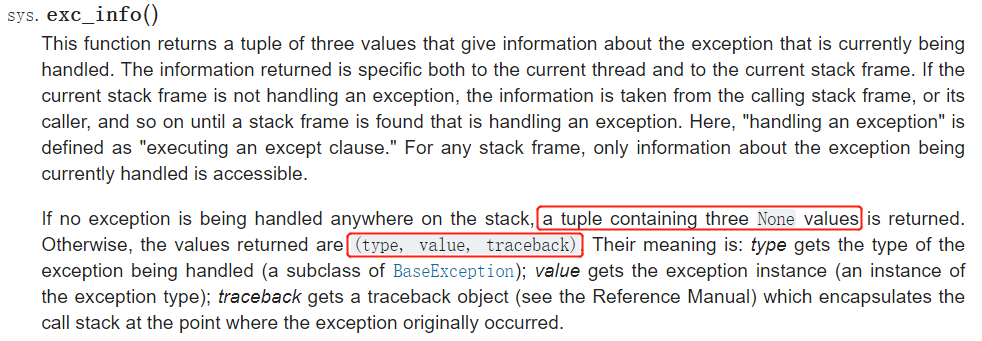 sys. exc_info()
This function returns a tuple of three values that give information about the exception that is currently being
handled. The information returned is specific both to the current thread and to the current stack frame. If the
current stack frame is not handling an exception, the information is taken from the calling stack frame, or its
caller, and so on until a stack frame is found that is handling an exception. Here, "handling an exception" is
defined as "executing an except clause." For any stack frame, only information about the exception being
currently handled is accessible.
If no exception is being handled anywhere on the stack, a tuple containing three None values is returned.
Otherwise, the values returned are (type, value, traceback). Their meaning is: type gets the type of the
exception being handled (a subclass of BaseException); value gets the exception instance (an instance of
the exception type); traceback gets a traceback object (see the Reference Manual) which encapsulates the
call stack at the point where the exception originally occurred.